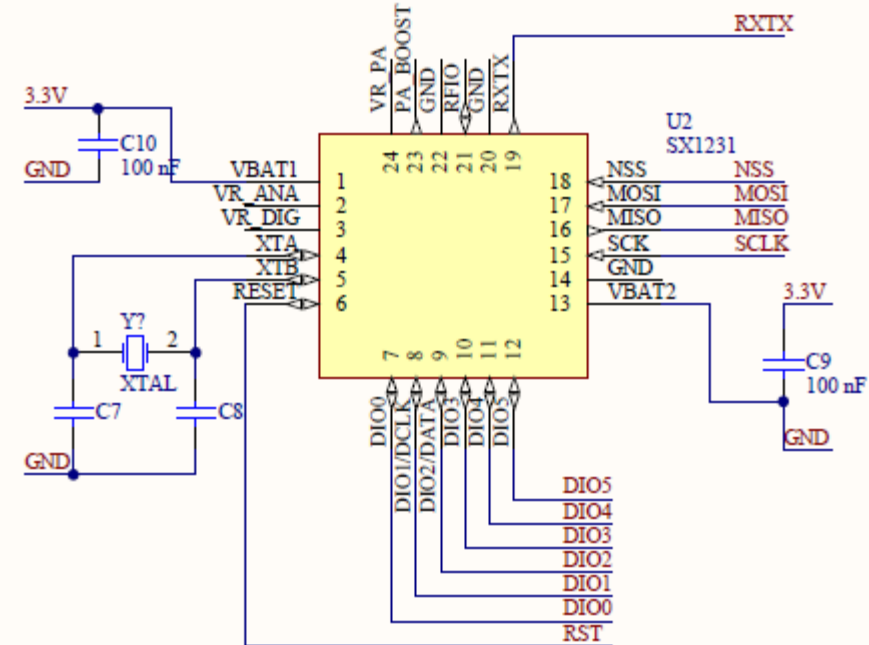 RXTX
VR_PA
PA_BOOST
GND
RFIO
GND
RXTX
3.3V
C10
100 nF
GND
U2
SX1231
24
23
22
21
20
19
VBAT1
1
VR_ANA
2
VR_DIG
3
XTA
4
XTB
5
RESET
6
18
NSS
NSS
17
MOSI
MOSI
16
MISO
MISO
15
SCK
SCLK
14
GND
13
VBAT2
3.3V
Y?
1
2
XTAL
C7
C8
GND
7
8
9
10
11
12
C9
100 nF
GND
DIO0
DIO1/DCLK
DIO2/DATA
DIO3
DIO4
DIO5
DIO5
DIO4
DIO3
DIO2
DIO1
DIO0
RST